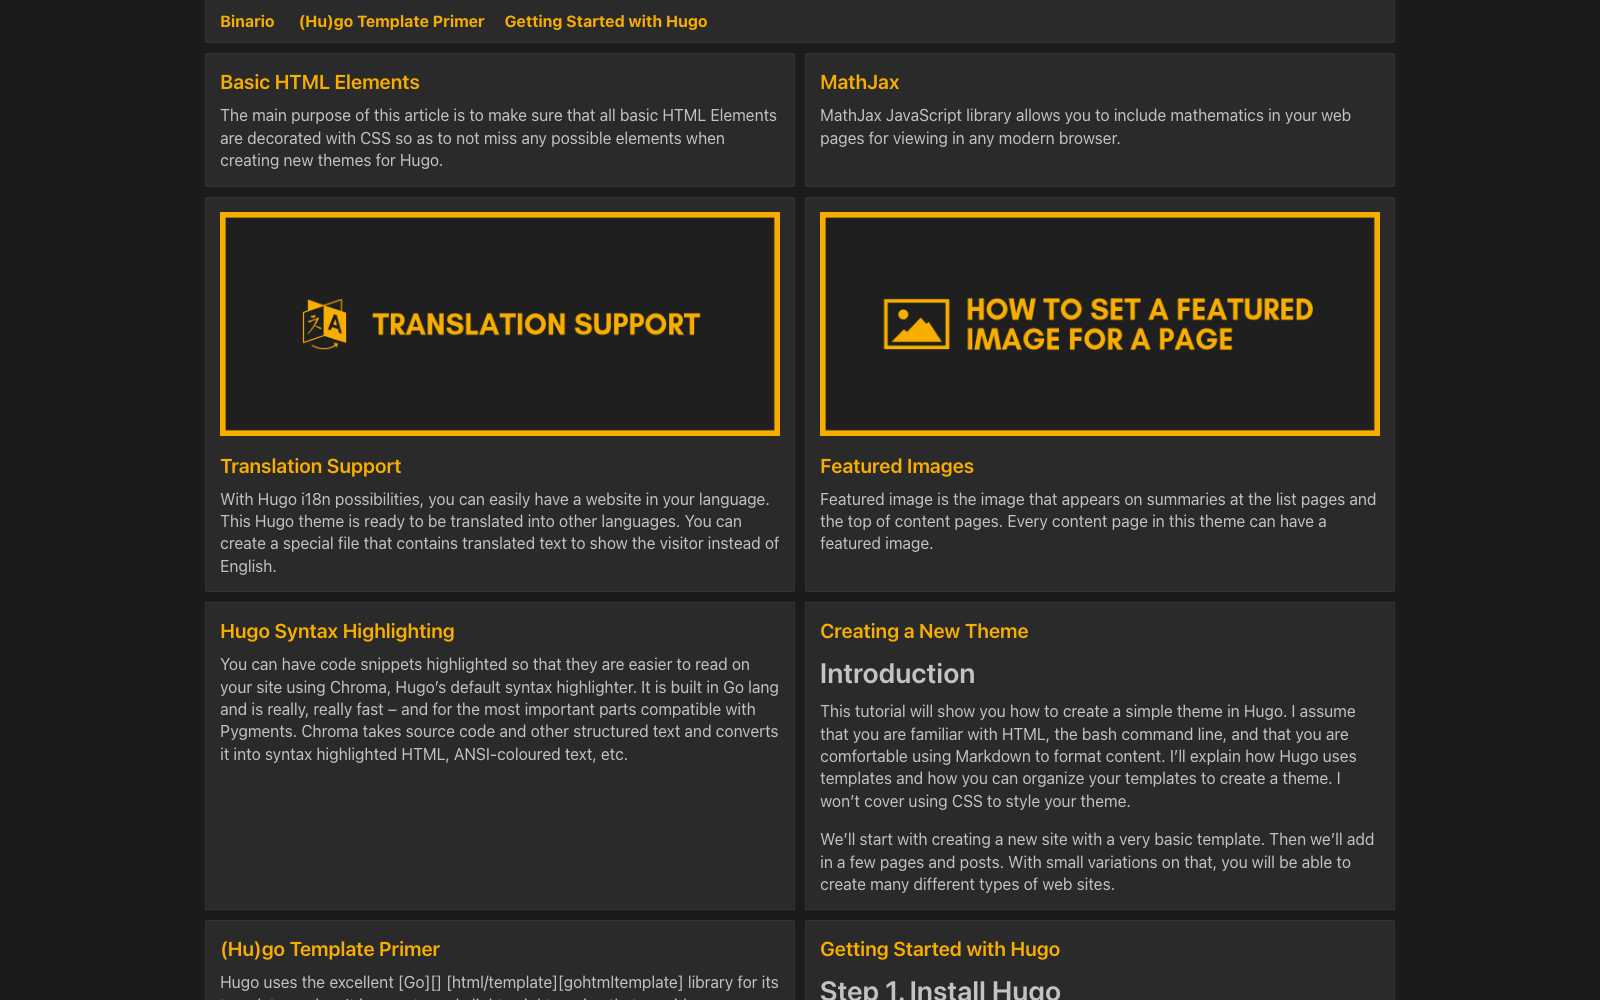 Binario (Hu)go Template Primer Getting Started with Hugo
Basic HTML Elements
The main purpose of this article is to make sure that all basic HTML Elements
are decorated with CSS so as to not miss any possible elements when
creating new themes for Hugo.
MathJax
MathJax JavaScript library allows you to include mathematics in your web
pages for viewing in any modern browser.
TRANSLATION SUPPORT
Translation Support
With Hugo i18n possibilities, you can easily have a website in your language.
This Hugo theme is ready to be translated into other languages. You can
create a special file that contains translated text to show the visitor instead of
English.
HOW TO SET A FEATURED
IMAGE FOR A PAGE
Featured Images
Featured image is the image that appears on summaries at the list pages and
the top of content pages. Every content page in this theme can have a
featured image.
Hugo Syntax Highlighting
You can have code snippets highlighted so that they are easier to read on
your site using Chroma, Hugo’s default syntax highlighter. It is built in Go lang
and is really, really fast – and for the most important parts compatible with
Pygments. Chroma takes source code and other structured text and converts
it into syntax highlighted HTML, ANSI-coloured text, etc.
Creating a New Theme
Introduction
This tutorial will show you how to create a simple theme in Hugo. I assume
that you are familiar with HTML, the bash command line, and that you are
comfortable using Markdown to format content. I’ll explain how Hugo uses
templates and how you can organize your templates to create a theme. I
won’t cover using CSS to style your theme.
We’ll start with creating a new site with a very basic template. Then we’ll add
in a few pages and posts. With small variations on that, you will be able to
create many different types of web sites.
(Hu)go Template Primer
Hugo uses the excellent [Go][] [html/template][gohtmltemplate] library for its
Getting Started with Hugo
Step 1. Install Hugo